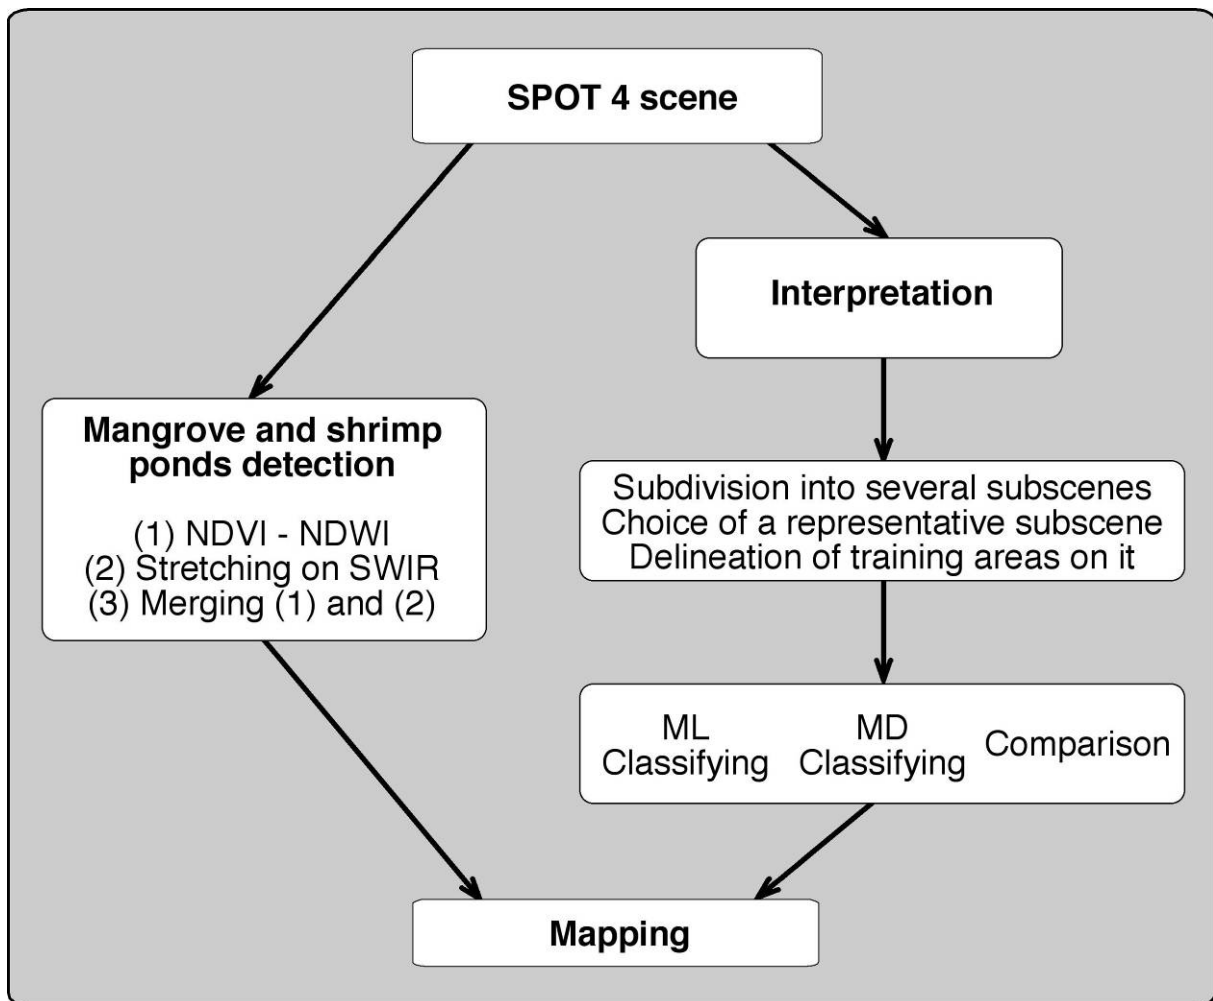 SPOT 4 scene
Interpretation
Mangrove and shrimp
ponds detection
(1) NDVI - NDWI
(2) Stretching on SWIR
(3) Merging (1) and (2)
Subdivision into several subscenes
Choice of a representative subscene
Delineation of training areas on it
ML
Classifying
MD
Classifying
Comparison
Mapping